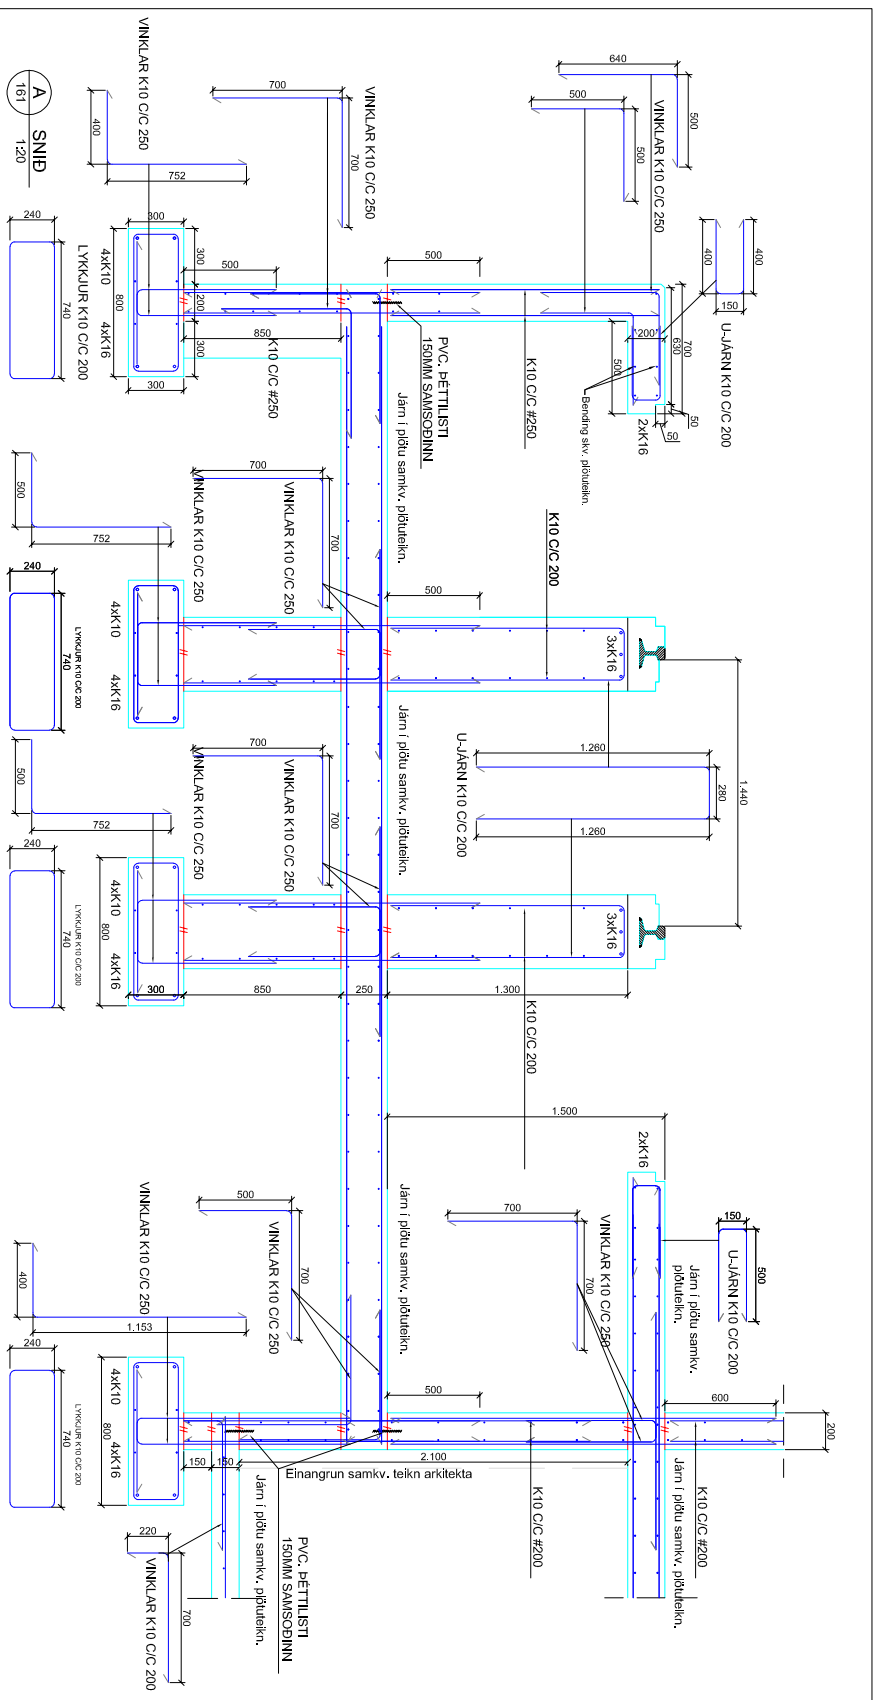 A
161
SNIÐ
1:20
VINKLAR K10 C/C 250
400
752
700
700
VINKLAR K10 C/C 250
640
500
500
500
VINKLAR K10 C/C 250
400
400
150
U-JÁRN K10 C/C 200
700
630
50
50
200
500
2xK16
Bending skv. plötuteikn.
K10 C/C #250
500
PVC. ÞÉTTILISTI
150MM SAMSOÐINN
Járn í plötu samkv. plötuteikn.
K10 C/C #250
850
500
300
200
300
300
800
300
4xK10
4xK16
240
740
LYKKJUR K10 C/C 200
700
700
VINKLAR K10 C/C 250
VINKLAR K10 C/C 250
500
752
4xK10
4xK16
240
740
LYKKJUR K10 C/C 200
K10 C/C 200
500
3xK16
1.440
1.260
280
1.260
U-JÁRN K10 C/C 200
Járn í plötu samkv. plötuteikn.
700
700
VINKLAR K10 C/C 250
VINKLAR K10 C/C 250
500
752
4xK10
800
4xK16
240
740
LYKKJUR K10 C/C 200
3xK16
300
850
250
1.300
K10 C/C 200
1.500
2xK16
Járn í plötu samkv. plötuteikn.
500
700
VINKLAR K10 C/C 250
700
700
VINKLAR K10 C/C 250
150
500
U-JÁRN K10 C/C 200
Járn í plötu samkv.
plötuteikn.
600
200
500
VINKLAR K10 C/C 250
400
1.153
4xK10
800
4xK16
240
740
LYKKJUR K10 C/C 200
150
150
2.100
Einangrun samkv. teikn arkitekta
K10 C/C #200
K10 C/C #200
Járn í plötu samkv. plötuteikn.
Járn í plötu samkv. plötuteikn.
PVC. ÞÉTTILISTI
150MM SAMSOÐINN
220
700
VINKLAR K10 C/C 200